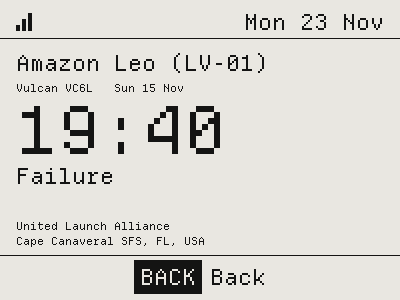 Mon 23 Nov
Amazon Leo (LV-01)
Vulcan VC6L Sun 15 Nov
19:40
Failure
United Launch Alliance
Cape Canaveral SFS, FL, USA
BACK Back